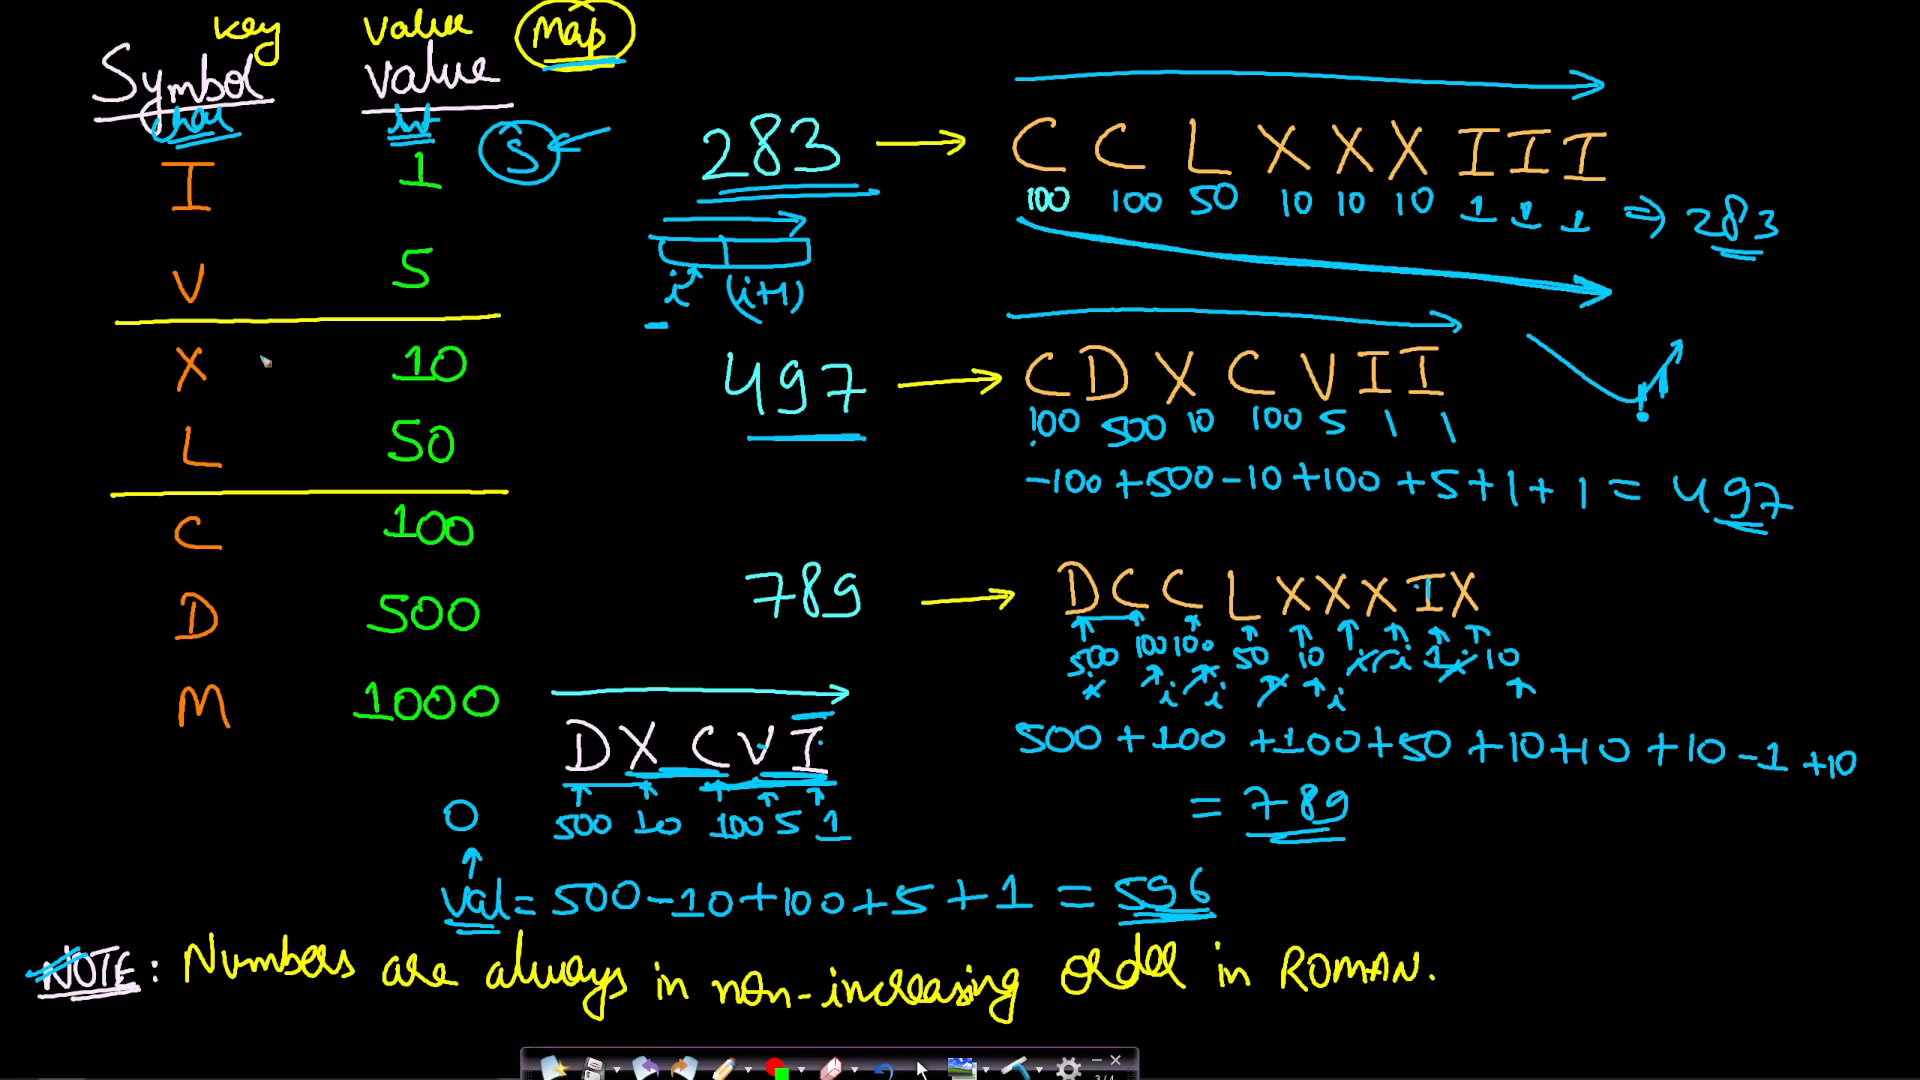 key value Map
Symbol value
char int
I 1
V 5
X 10
L 50
C 100
D 500
M 1000
S
283 → C C L X X X I I I
100 100 50 10 10 10 1 1 1 ⇒ 283
i (i+1)
497 → C D X C V I I
100 500 10 100 5 1 1
-100 +500 -10 +100 +5 +1 +1 = 497
789 → D C C L X X X I X
500 100 100 50 10 i 1 10
i i i
500 +100 +100 +50 +10 +10 +10 -1 +10
= 789
D X C V I
500 10 100 5 1
0
val = 500 -10 +100 +5 +1 = 596
NOTE: Numbers are always in non-increasing order in ROMAN.
3/4